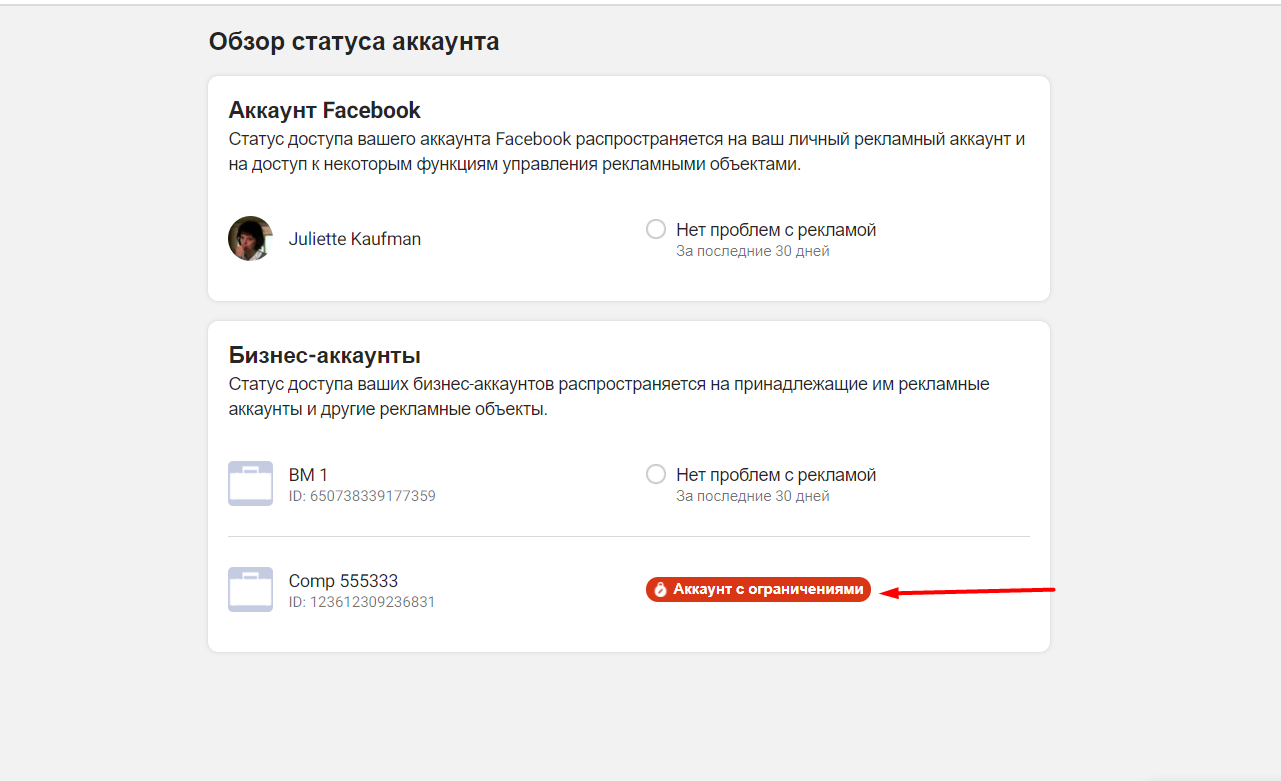 Обзор статуса аккаунта
Аккаунт Facebook
Статус доступа вашего аккаунта Facebook распространяется на ваш личный рекламный аккаунт и
на доступ к некоторым функциям управления рекламными объектами.
Juliette Kaufman
Нет проблем с рекламой
За последние 30 дней
Бизнес-аккаунты
Статус доступа ваших бизнес-аккаунтов распространяется на принадлежащие им рекламные
аккаунты и другие рекламные объекты.
BM 1
ID: 650738339177359
Нет проблем с рекламой
За последние 30 дней
Comp 555333
ID: 123612309236831
Аккаунт с ограничениями